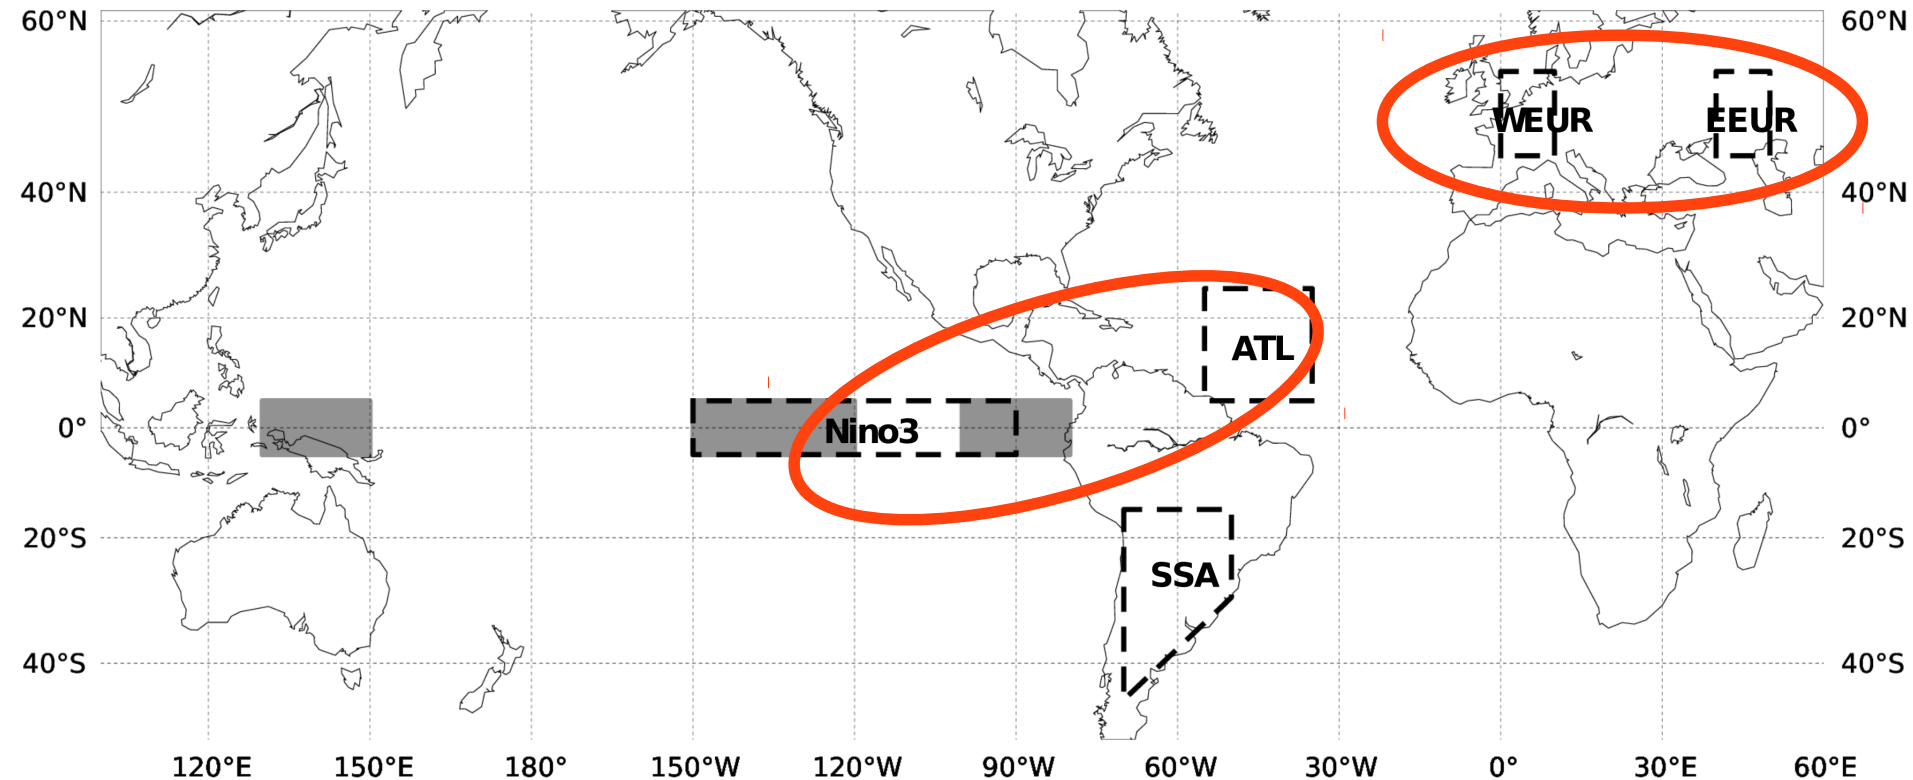 60°N 60°N
WEUR EEUR
40°N 40°N
20°N 20°N
ATL
0° Nino3 0°
20°S 20°S
SSA
40°S 40°S
120°E 150°E 180° 150°W 120°W 90°W 60°W 30°W 0° 30°E 60°E